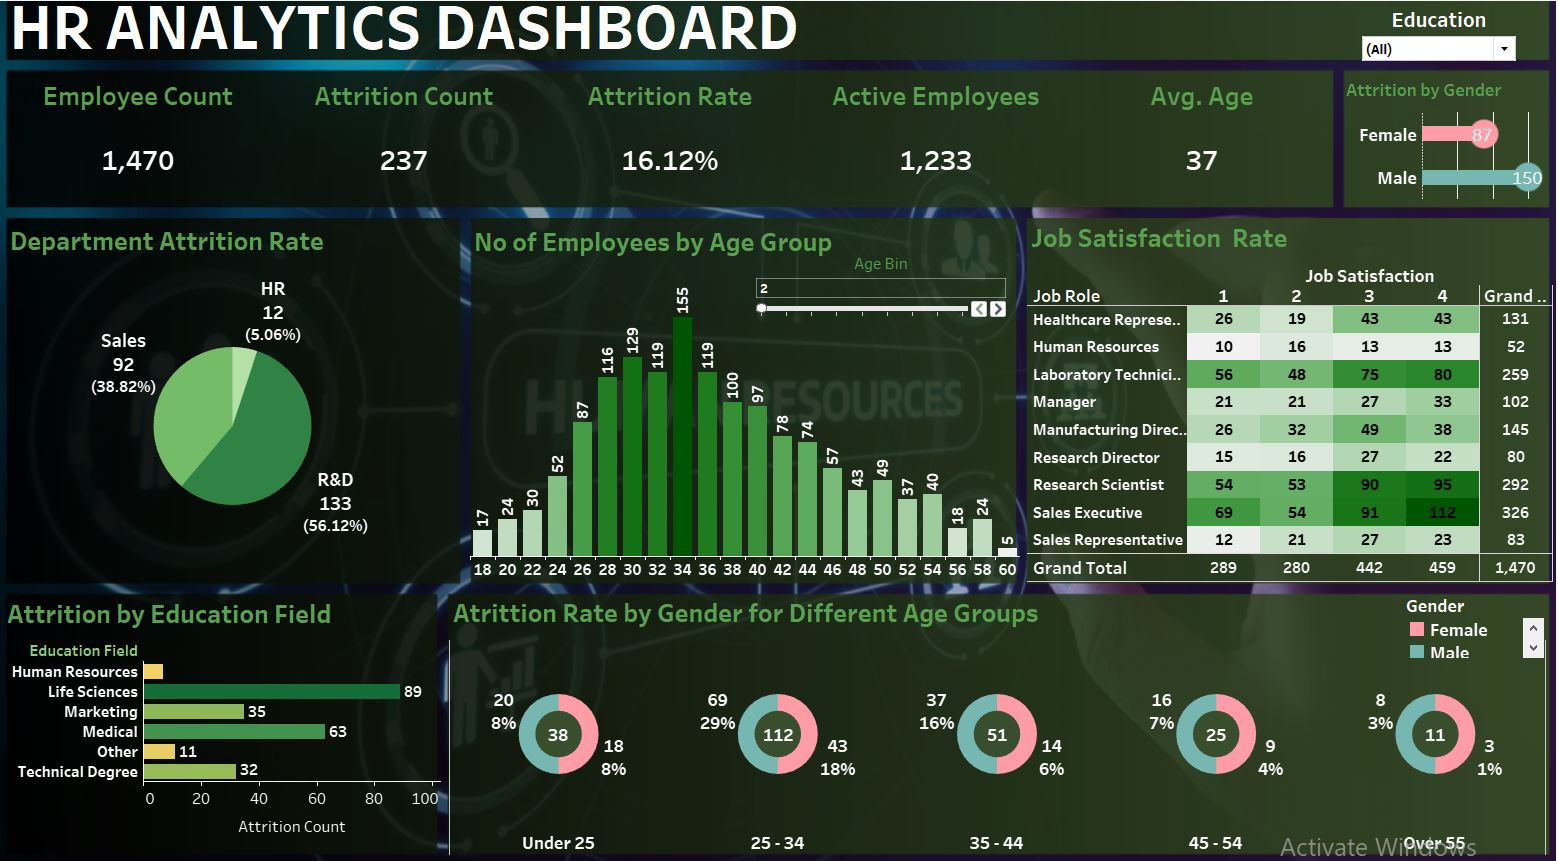 HR ANALYTICS DASHBOARD
Education
(All)
Employee Count
1,470
Attrition Count
237
Attrition Rate
16.12%
Active Employees
1,233
Avg. Age
37
Attrition by Gender
Female 87
Male 150
Department Attrition Rate
HR
12
(5.06%)
Sales
92
(38.82%)
R&D
133
(56.12%)
No of Employees by Age Group
Age Bin
2
17 24 30 52 87 116 129 119 155 119 100 97 78 74 57 43 49 37 40 18 24 5
18 20 22 24 26 28 30 32 34 36 38 40 42 44 46 48 50 52 54 56 58 60
HUMAN RESOURCES
Job Satisfaction  Rate
Job Satisfaction
Job Role 1 2 3 4 Grand ..
Healthcare Represe.. 26 19 43 43 131
Human Resources 10 16 13 13 52
Laboratory Technici.. 56 48 75 80 259
Manager 21 21 27 33 102
Manufacturing Direc.. 26 32 49 38 145
Research Director 15 16 27 22 80
Research Scientist 54 53 90 95 292
Sales Executive 69 54 91 112 326
Sales Representative 12 21 27 23 83
Grand Total 289 280 442 459 1,470
Attrition by Education Field
Education Field
Human Resources
Life Sciences 89
Marketing 35
Medical 63
Other 11
Technical Degree 32
0 20 40 60 80 100
Attrition Count
Atrittion Rate by Gender for Different Age Groups
Gender
Female
Male
20
8%
38
18
8%
Under 25
69
29%
112
43
18%
25 - 34
37
16%
51
14
6%
35 - 44
16
7%
25
9
4%
45 - 54
8
3%
11
3
1%
Over 55
Activate Windows